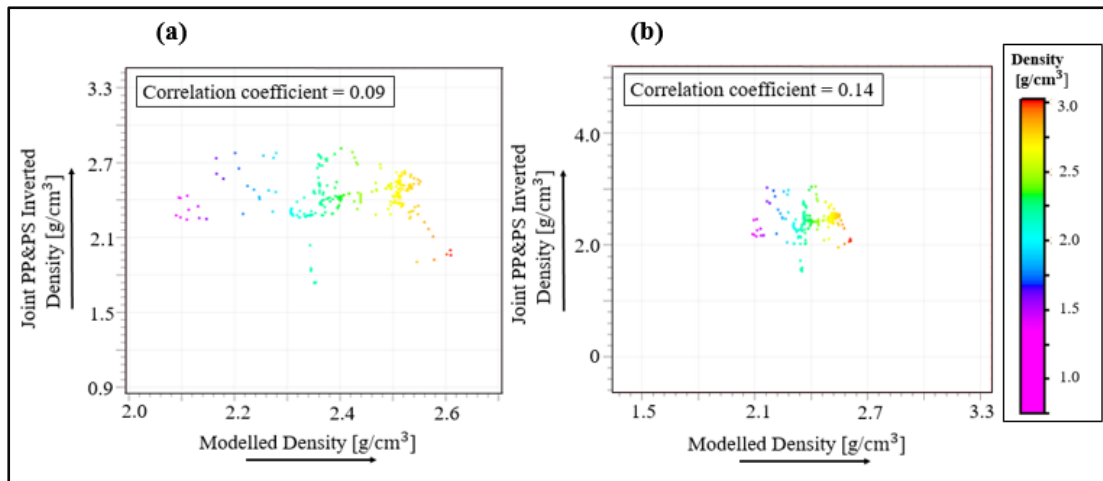 (a)
Correlation coefficient = 0.09
3.3
2.7
2.1
1.5
0.9
Joint PP&PS Inverted
Density [g/cm³]
2.0
2.2
2.4
2.6
Modelled Density [g/cm³]
(b)
Correlation coefficient = 0.14
4.0
2.0
0
Joint PP&PS Inverted
Density [g/cm³]
1.5
2.1
2.7
3.3
Modelled Density [g/cm³]
Density
[g/cm³]
3.0
2.5
2.0
1.5
1.0